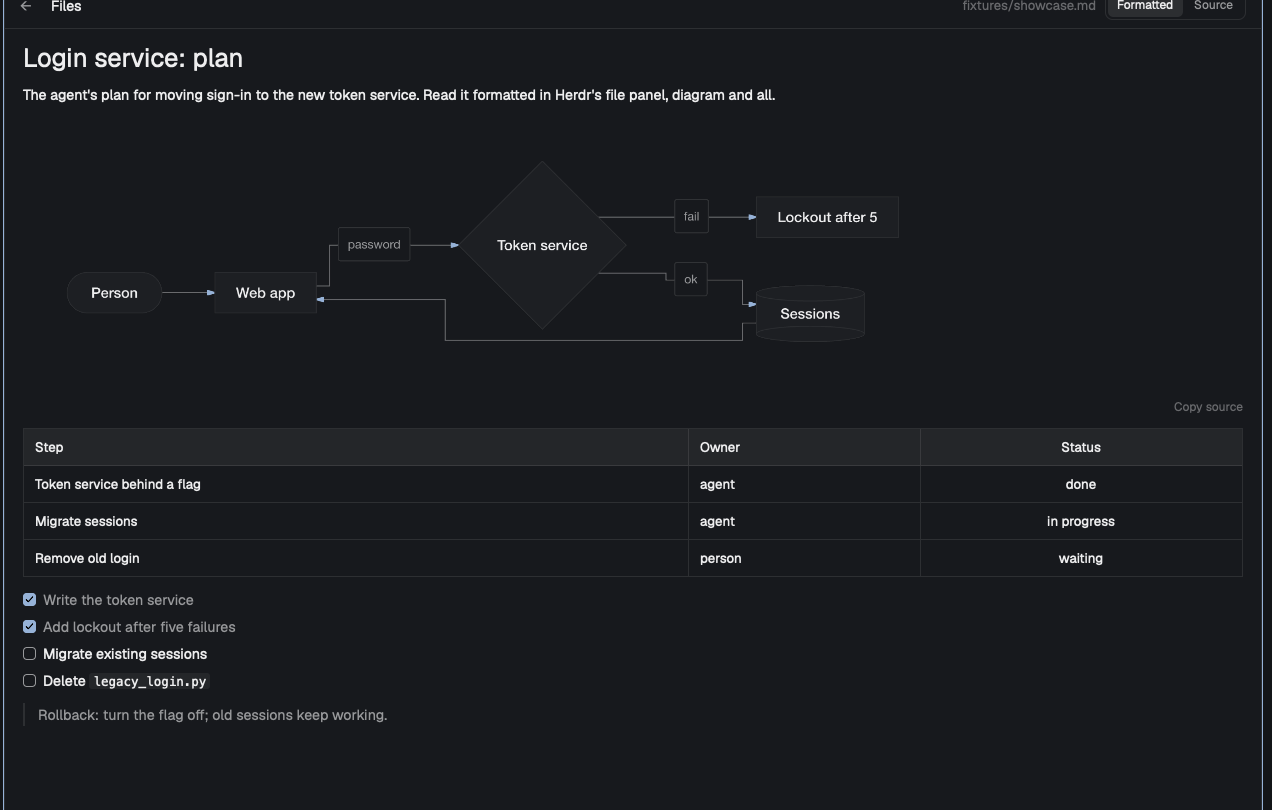 Files
fixtures/showcase.md
Formatted
Source
Login service: plan
The agent's plan for moving sign-in to the new token service. Read it formatted in Herdr's file panel, diagram and all.
Person
Web app
password
Token service
fail
Lockout after 5
ok
Sessions
Copy source
Step Owner Status
Token service behind a flag agent done
Migrate sessions agent in progress
Remove old login person waiting
Write the token service
Add lockout after five failures
Migrate existing sessions
Delete legacy_login.py
Rollback: turn the flag off; old sessions keep working.